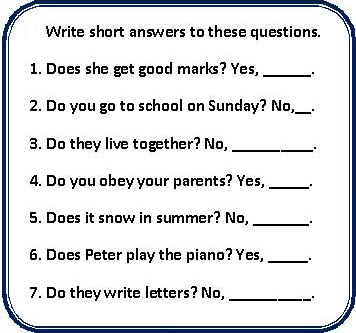 Write short answers to these questions.
1. Does she get good marks? Yes, ______.
2. Do you go to school on Sunday? No,__.
3. Do they live together? No, __________.
4. Do you obey your parents? Yes, _____.
5. Does it snow in summer? No, _______.
6. Does Peter play the piano? Yes, _____.
7. Do they write letters? No, __________.